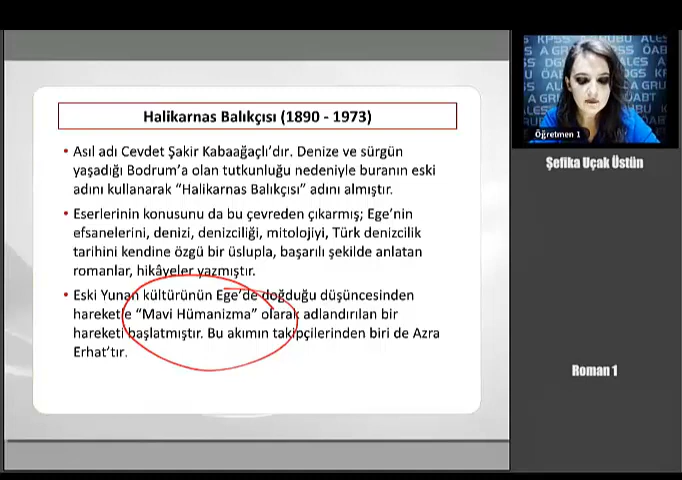 Halikarnas Balıkçısı (1890 - 1973)
• Asıl adı Cevdet Şakir Kabaağaçlı'dır. Denize ve sürgün
yaşadığı Bodrum'a olan tutkunluğu nedeniyle buranın eski
adını kullanarak "Halikarnas Balıkçısı" adını almıştır.
• Eserlerinin konusunu da bu çevreden çıkarmış; Ege'nin
efsanelerini, denizi, denizciliği, mitolojiyi, Türk denizcilik
tarihini kendine özgü bir üslupla, başarılı şekilde anlatan
romanlar, hikâyeler yazmıştır.
• Eski Yunan kültürünün Ege'de doğduğu düşüncesinden
hareketle "Mavi Hümanizma" olarak adlandırılan bir
hareketi başlatmıştır. Bu akımın takipçilerinden biri de Azra
Erhat'tır.
Öğretmen 1
Şefika Uçak Üstün
Roman 1